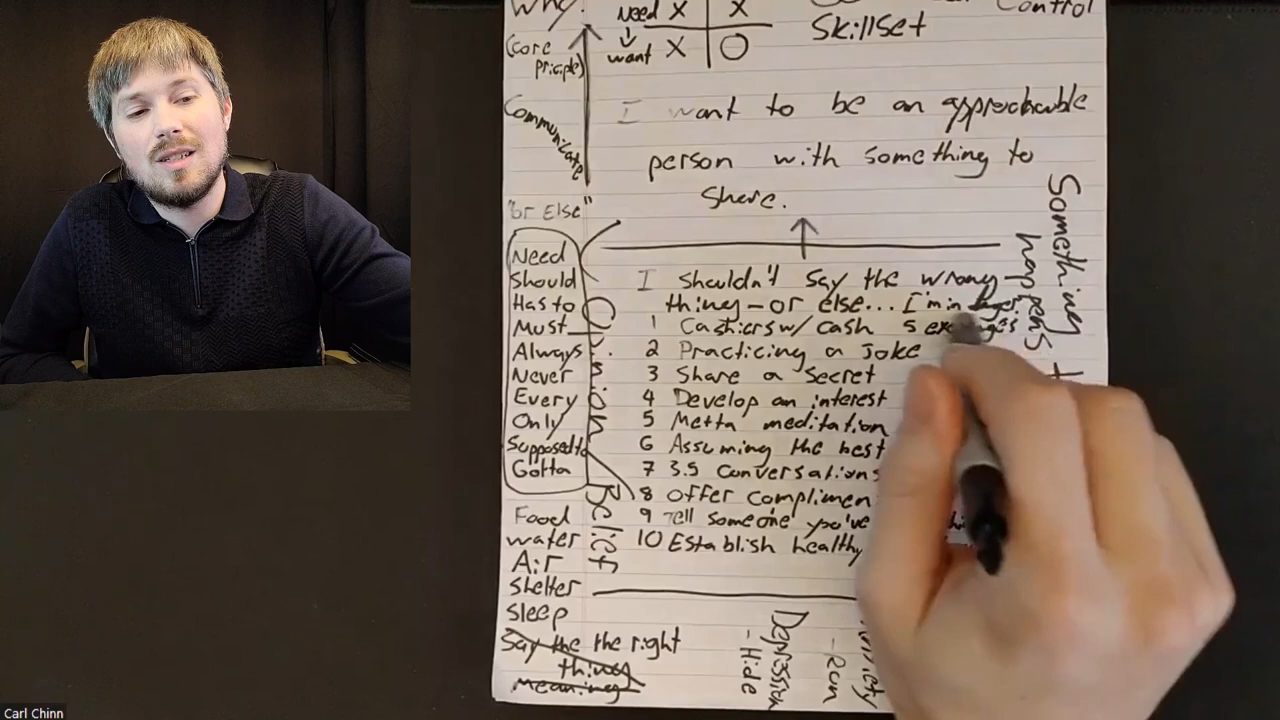 Why?
Need X X
want X O
Control
Skillset
(core
priciple)
Communicate
I want to be an approachable
person with something to
share.
"Or Else"
Need
Should
Has to
Must
Always
Never
Every
Only
Supposed to
Gotta
Opinion
Belief
Food
water
Air
shelter
sleep
Say the the right
thing
meaning
I shouldn't say the wrong
thing - or else... I'm in
1 Cashiers w/ cash 5
2 Practicing a joke
3 Share a secret
4 Develop an interest
5 Metta meditation
6 Assuming the best
7 3.5 conversations
8 Offer
9 Tell someone you've
10 Establish healthy
Something
happens
Depression
- Hide
- Run
Carl Chinn